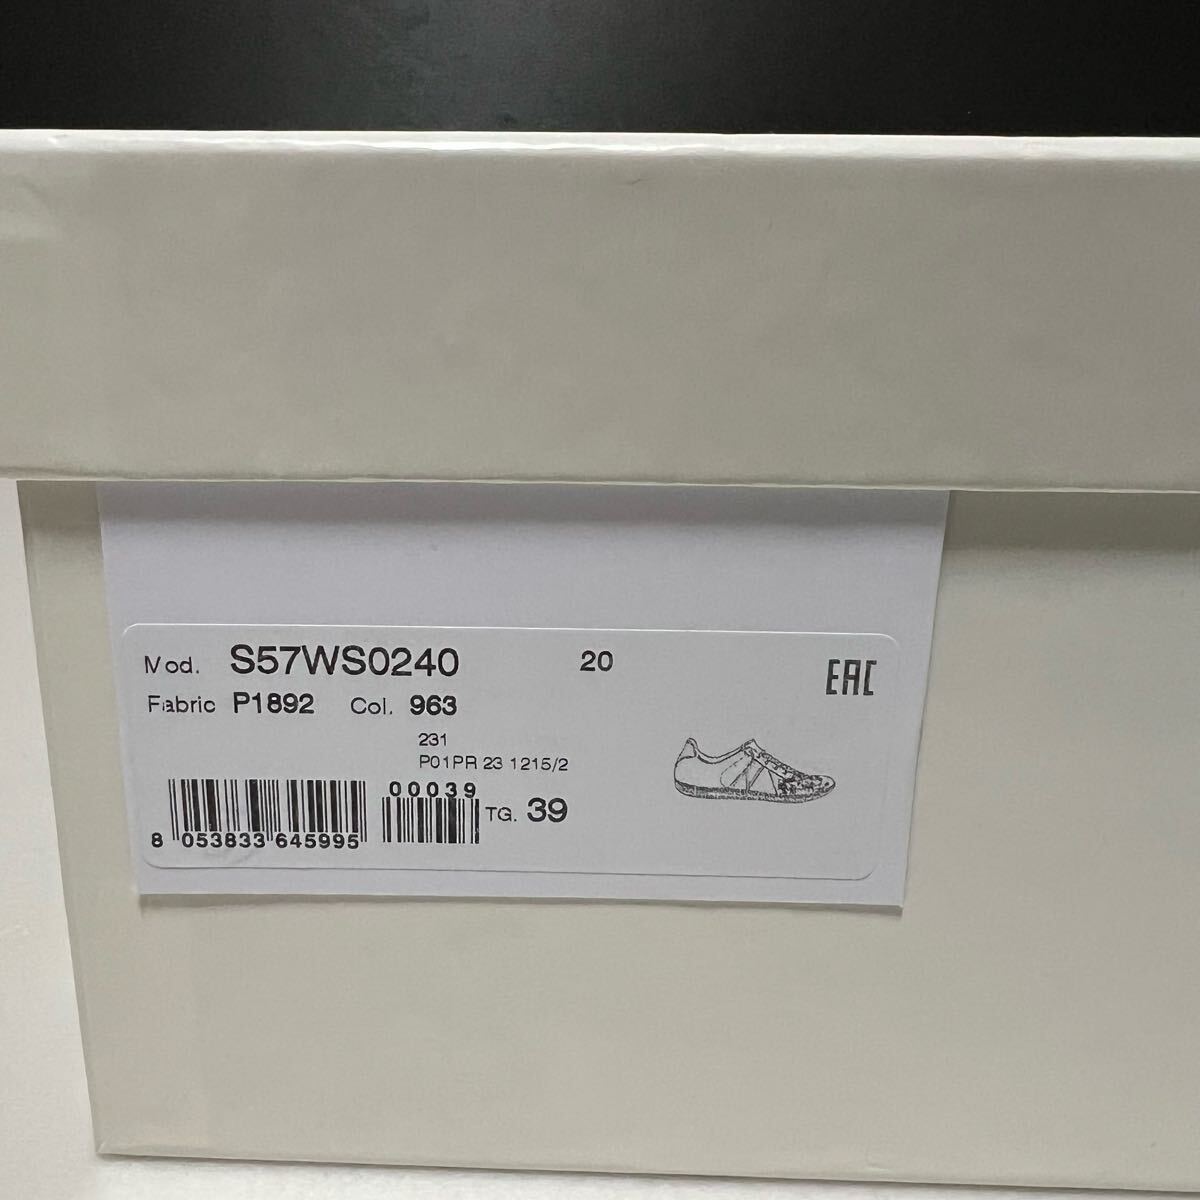 Mod. S57WS0240 20 EAC
Fabric P1892 Col. 963
231
P01PR 23 1215/2
00039
TG. 39
8 053833 645995